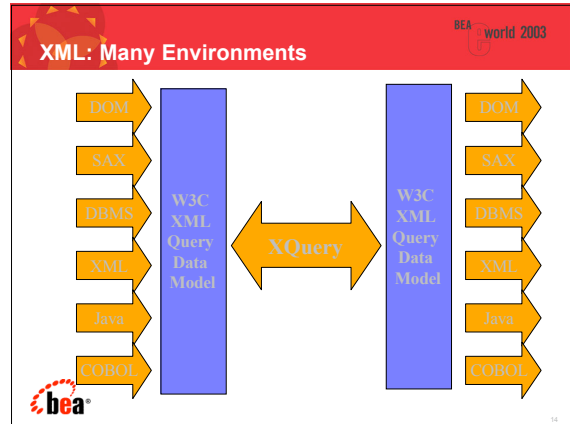 BEA
world 2003
XML: Many Environments
DOM
SAX
DBMS
XML
Java
COBOL
W3C
XML
Query
Data
Model
XQuery
W3C
XML
Query
Data
Model
DOM
SAX
DBMS
XML
Java
COBOL
bea®
14